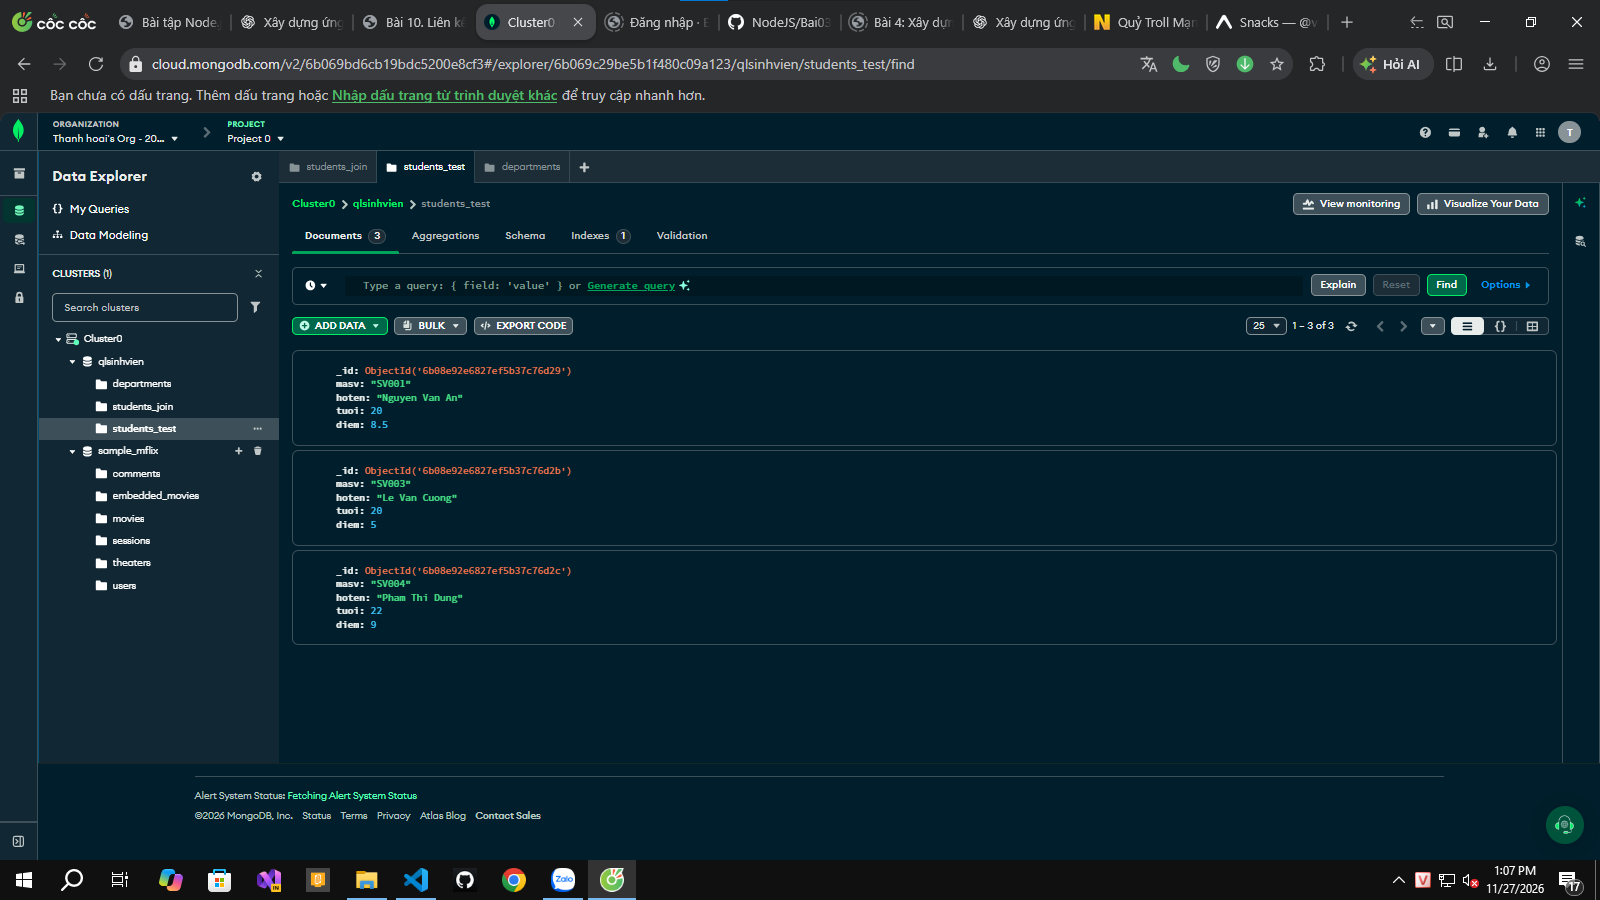 cốc cốc
Bài tập Node.
Xây dựng ứng
Bài 10. Liên kế
Cluster0
Đăng nhập · E
NodeJS/Bai03
Bài 4: Xây dựn
Xây dựng ứng
Quỷ Troll Mạn
Snacks — @v
cloud.mongodb.com/v2/6b069bd6cb19bdc5200e8cf3#/explorer/6b069c29be5b1f480c09a123/qlsinhvien/students_test/find
Hỏi AI
Bạn chưa có dấu trang. Thêm dấu trang hoặc Nhập dấu trang từ trình duyệt khác để truy cập nhanh hơn.
ORGANIZATION
Thanh hoai's Org - 20...
PROJECT
Project 0
T
Data Explorer
My Queries
Data Modeling
CLUSTERS (1)
Search clusters
Cluster0
qlsinhvien
departments
students_join
students_test
sample_mflix
comments
embedded_movies
movies
sessions
theaters
users
students_join
students_test
departments
Cluster0 > qlsinhvien > students_test
View monitoring
Visualize Your Data
Documents 3
Aggregations
Schema
Indexes 1
Validation
Type a query: { field: 'value' } or Generate query
Explain
Reset
Find
Options
ADD DATA
BULK
EXPORT CODE
25
1 – 3 of 3
_id: ObjectId('6b08e92e6827ef5b37c76d29')
masv: "SV001"
hoten: "Nguyen Van An"
tuoi: 20
diem: 8.5
_id: ObjectId('6b08e92e6827ef5b37c76d2b')
masv: "SV003"
hoten: "Le Van Cuong"
tuoi: 20
diem: 5
_id: ObjectId('6b08e92e6827ef5b37c76d2c')
masv: "SV004"
hoten: "Pham Thi Dung"
tuoi: 22
diem: 9
Alert System Status: Fetching Alert System Status
©2026 MongoDB, Inc. Status Terms Privacy Atlas Blog Contact Sales
Zalo
1:07 PM
11/27/2026
17